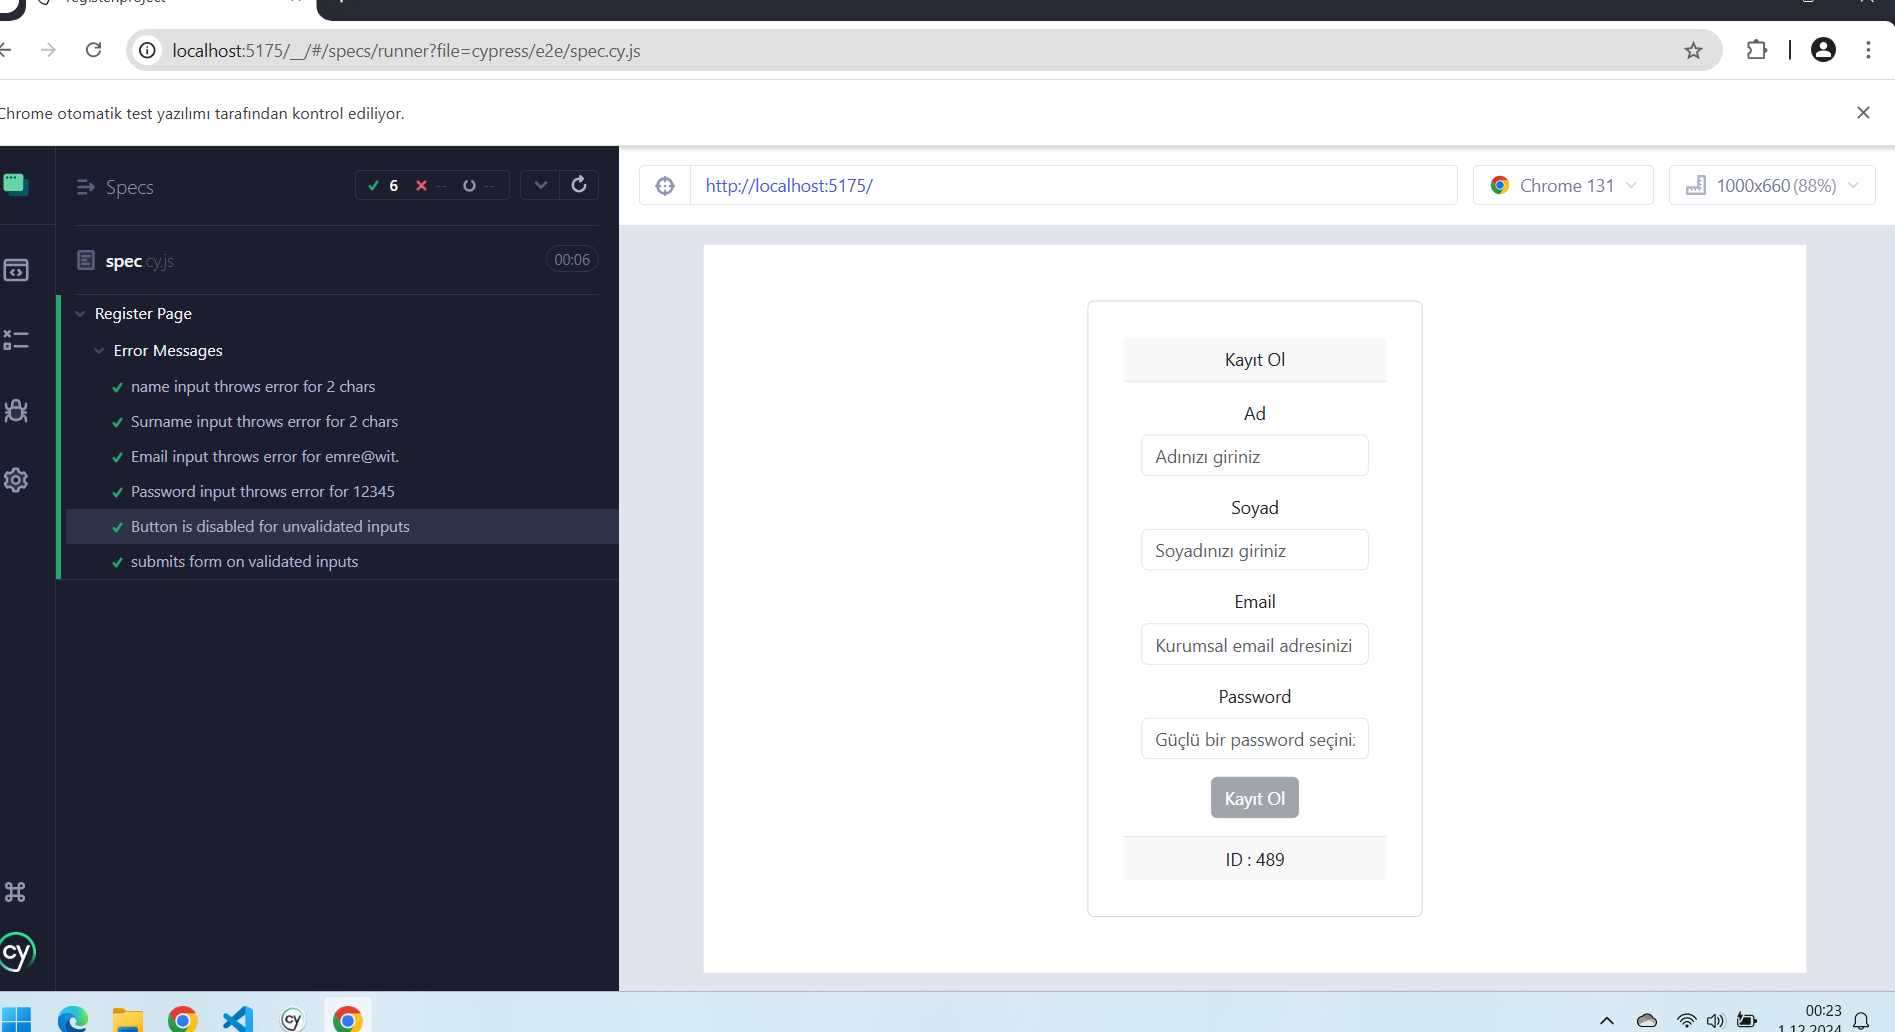 localhost:5175/__/#/specs/runner?file=cypress/e2e/spec.cy.js
Chrome otomatik test yazılımı tarafından kontrol ediliyor.
Specs
6 -- --
spec.cy.js
00:06
Register Page
Error Messages
name input throws error for 2 chars
Surname input throws error for 2 chars
Email input throws error for emre@wit.
Password input throws error for 12345
Button is disabled for unvalidated inputs
submits form on validated inputs
cy
http://localhost:5175/
Chrome 131
1000x660 (88%)
Kayıt Ol
Ad
Adınızı giriniz
Soyad
Soyadınızı giriniz
Email
Kurumsal email adresinizi
Password
Güçlü bir password seçini
Kayıt Ol
ID : 489
cy
00:23
1.12.2024